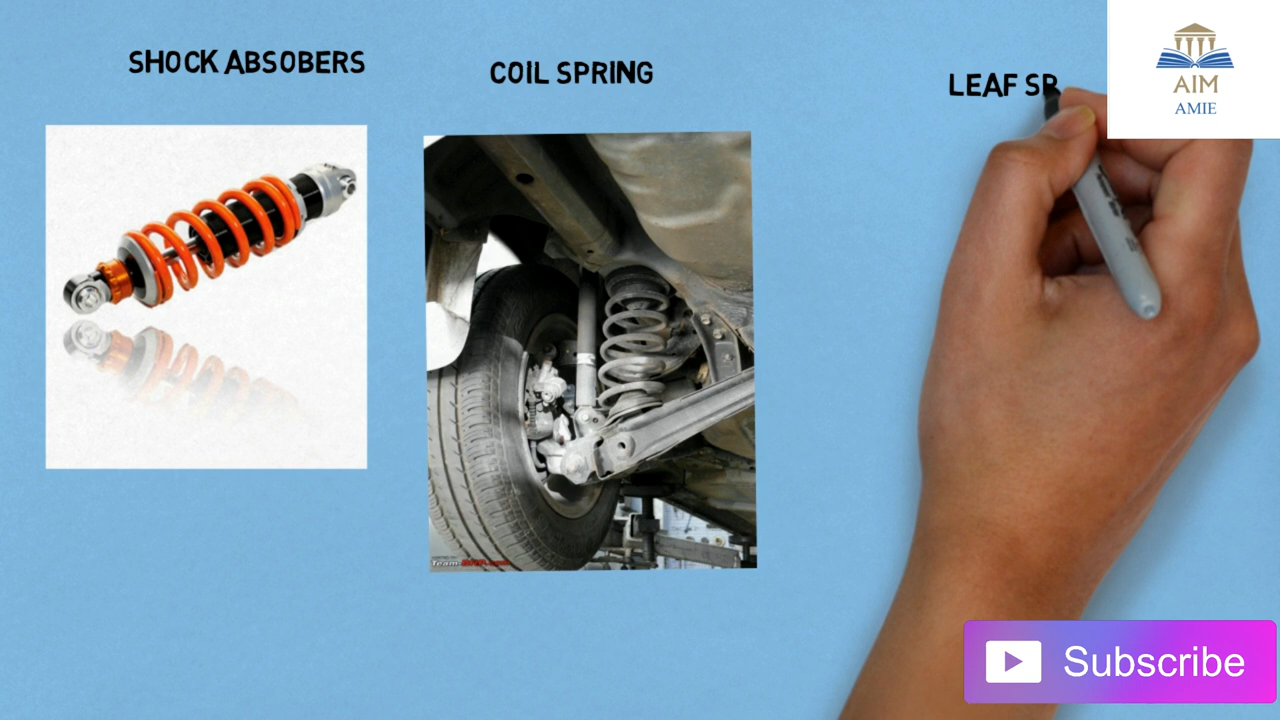 SHOCK ABSOBERS
COIL SPRING
LEAF SP
AIM
AMIE
Subscribe